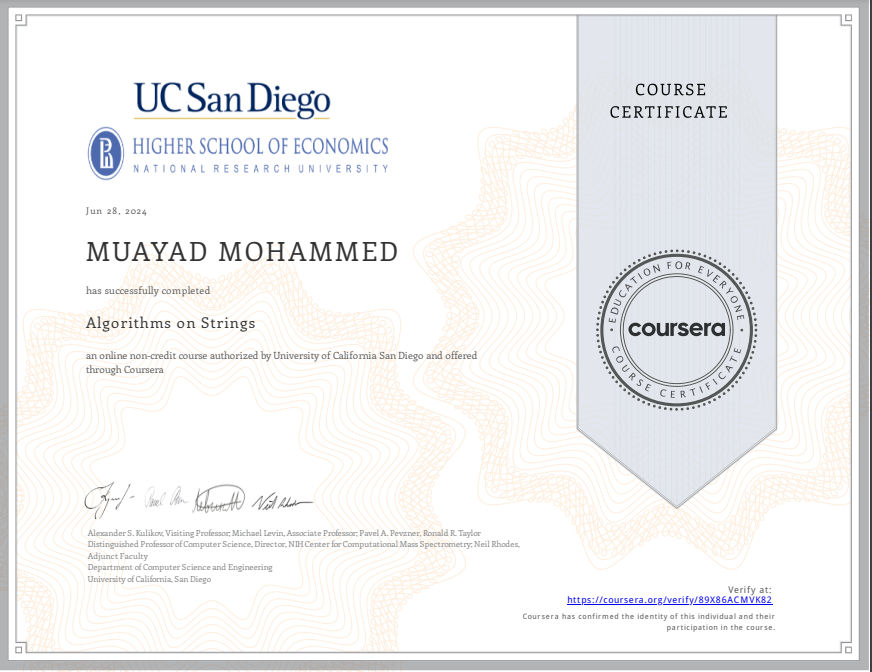 UC San Diego
HIGHER SCHOOL OF ECONOMICS
NATIONAL RESEARCH UNIVERSITY
COURSE
CERTIFICATE
Jun 28, 2024
MUAYAD MOHAMMED
has successfully completed
Algorithms on Strings
an online non-credit course authorized by University of California San Diego and offered
through Coursera
EDUCATION FOR EVERYONE
coursera
COURSE CERTIFICATE
Alexander S. Kulikov, Visiting Professor; Michael Levin, Associate Professor; Pavel A. Pevzner, Ronald R. Taylor
Distinguished Professor of Computer Science, Director, NIH Center for Computational Mass Spectrometry; Neil Rhodes,
Adjunct Faculty
Department of Computer Science and Engineering
University of California, San Diego
Verify at:
https://coursera.org/verify/89X86ACMVK82
Coursera has confirmed the identity of this individual and their
participation in the course.